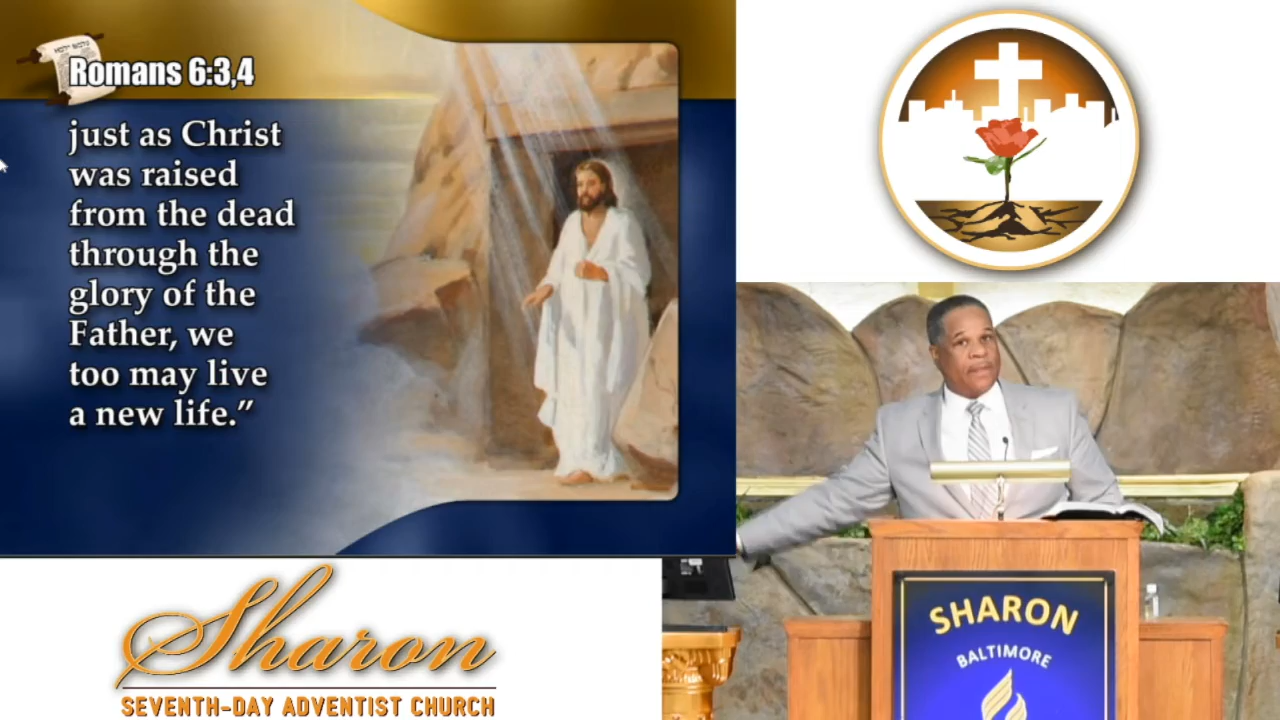 Romans 6:3,4
just as Christ
was raised
from the dead
through the
glory of the
Father, we
too may live
a new life.”
Sharon
SEVENTH-DAY ADVENTIST CHURCH
SHARON
BALTIMORE